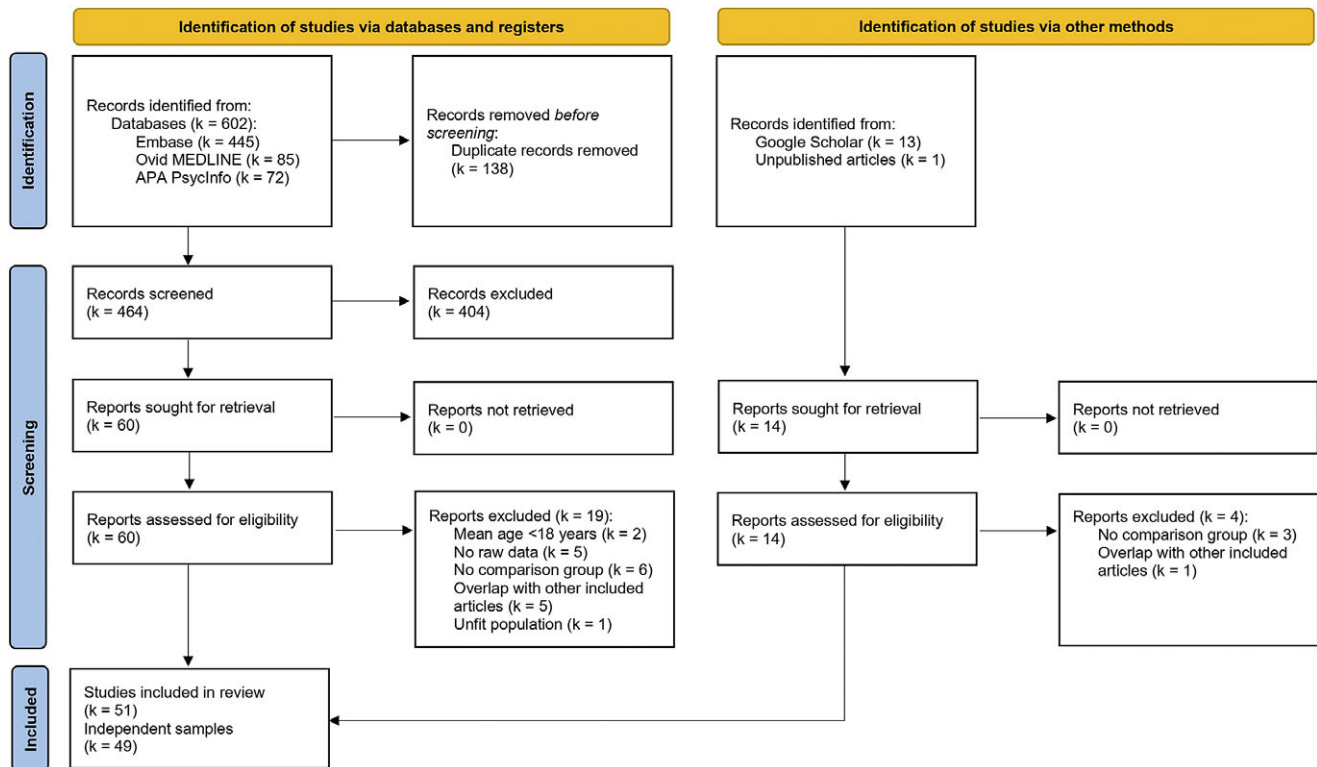 Identification of studies via databases and registers
Identification of studies via other methods
Identification
Records identified from:
Databases (k = 602):
Embase (k = 445)
Ovid MEDLINE (k = 85)
APA PsycInfo (k = 72)
Records removed before
screening:
Duplicate records removed
(k = 138)
Records identified from:
Google Scholar (k = 13)
Unpublished articles (k = 1)
Screening
Records screened
(k = 464)
Records excluded
(k = 404)
Reports sought for retrieval
(k = 60)
Reports not retrieved
(k = 0)
Reports sought for retrieval
(k = 14)
Reports not retrieved
(k = 0)
Reports assessed for eligibility
(k = 60)
Reports excluded (k = 19):
Mean age <18 years (k = 2)
No raw data (k = 5)
No comparison group (k = 6)
Overlap with other included
articles (k = 5)
Unfit population (k = 1)
Reports assessed for eligibility
(k = 14)
Reports excluded (k = 4):
No comparison group (k = 3)
Overlap with other included
articles (k = 1)
Included
Studies included in review
(k = 51)
Independent samples
(k = 49)